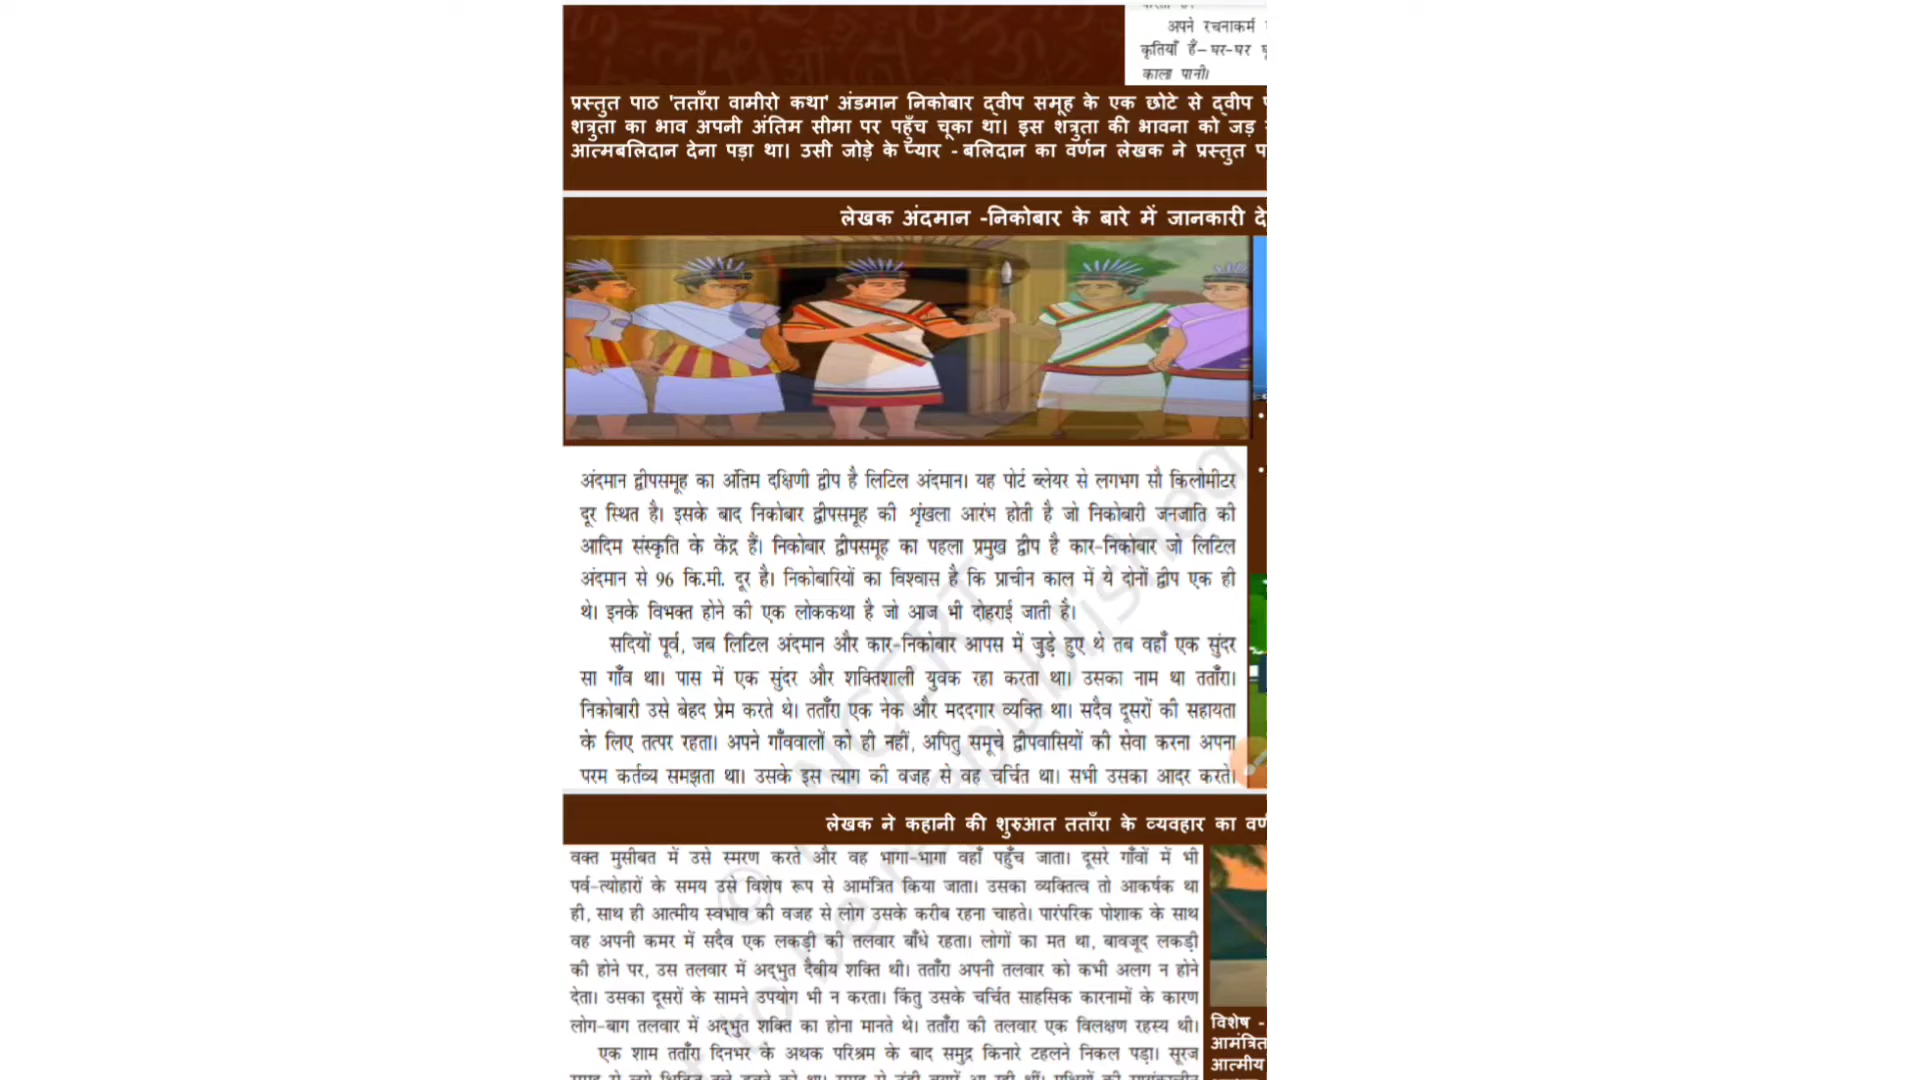 अपने रचनाकर्म
कृतियाँ हैं–घर-घर
काला पानी।
प्रस्तुत पाठ 'तताँरा वामीरो कथा' अंडमान निकोबार द्वीप समूह के एक छोटे से द्वीप
शत्रुता का भाव अपनी अंतिम सीमा पर पहुँच चूका था। इस शत्रुता की भावना को जड़
आत्मबलिदान देना पड़ा था। उसी जोड़े के प्यार - बलिदान का वर्णन लेखक ने प्रस्तुत
लेखक अंदमान -निकोबार के बारे में जानकारी
अंदमान द्वीपसमूह का अंतिम दक्षिणी द्वीप है लिटिल अंदमान। यह पोर्ट ब्लेयर से लगभग सौ किलोमीटर
दूर स्थित है। इसके बाद निकोबार द्वीपसमूह की शृंखला आरंभ होती है जो निकोबारी जनजाति की
आदिम संस्कृति के केंद्र हैं। निकोबार द्वीपसमूह का पहला प्रमुख द्वीप है कार-निकोबार जो लिटिल
अंदमान से 96 कि.मी. दूर है। निकोबारियों का विश्वास है कि प्राचीन काल में ये दोनों द्वीप एक ही
थे। इनके विभक्त होने की एक लोककथा है जो आज भी दोहराई जाती है।
सदियों पूर्व, जब लिटिल अंदमान और कार-निकोबार आपस में जुड़े हुए थे तब वहाँ एक सुंदर
सा गाँव था। पास में एक सुंदर और शक्तिशाली युवक रहा करता था। उसका नाम था तताँरा।
निकोबारी उसे बेहद प्रेम करते थे। तताँरा एक नेक और मददगार व्यक्ति था। सदैव दूसरों की सहायता
के लिए तत्पर रहता। अपने गाँववालों को ही नहीं, अपितु समूचे द्वीपवासियों की सेवा करना अपना
परम कर्तव्य समझता था। उसके इस त्याग की वजह से वह चर्चित था। सभी उसका आदर करते।
लेखक ने कहानी की शुरुआत तताँरा के व्यवहार का
वक्त मुसीबत में उसे स्मरण करते और वह भागा-भागा वहाँ पहुँच जाता। दूसरे गाँवों में भी
पर्व-त्योहारों के समय उसे विशेष रूप से आमंत्रित किया जाता। उसका व्यक्तित्व तो आकर्षक था
ही, साथ ही आत्मीय स्वभाव की वजह से लोग उसके करीब रहना चाहते। पारंपरिक पोशाक के साथ
वह अपनी कमर में सदैव एक लकड़ी की तलवार बाँधे रहता। लोगों का मत था, बावजूद लकड़ी
की होने पर, उस तलवार में अद्भुत दैवीय शक्ति थी। तताँरा अपनी तलवार को कभी अलग न होने
देता। उसका दूसरों के सामने उपयोग भी न करता। किंतु उसके चर्चित साहसिक कारनामों के कारण
लोग-बाग तलवार में अद्भुत शक्ति का होना मानते थे। तताँरा की तलवार एक विलक्षण रहस्य थी।
एक शाम तताँरा दिनभर के अथक परिश्रम के बाद समुद्र किनारे टहलने निकल पड़ा। सूरज
विशेष -
आमंत्रित
आत्मीय
© NCERT